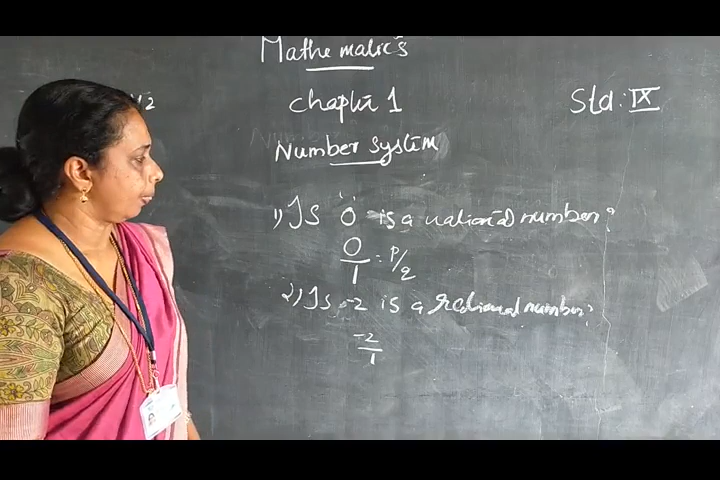 Mathematics
Chapter 1
Std: IX
Number System
1) Is 0 is a rational number?
0/1 = P/q
2) Is -2 is a rational number?
-2/1